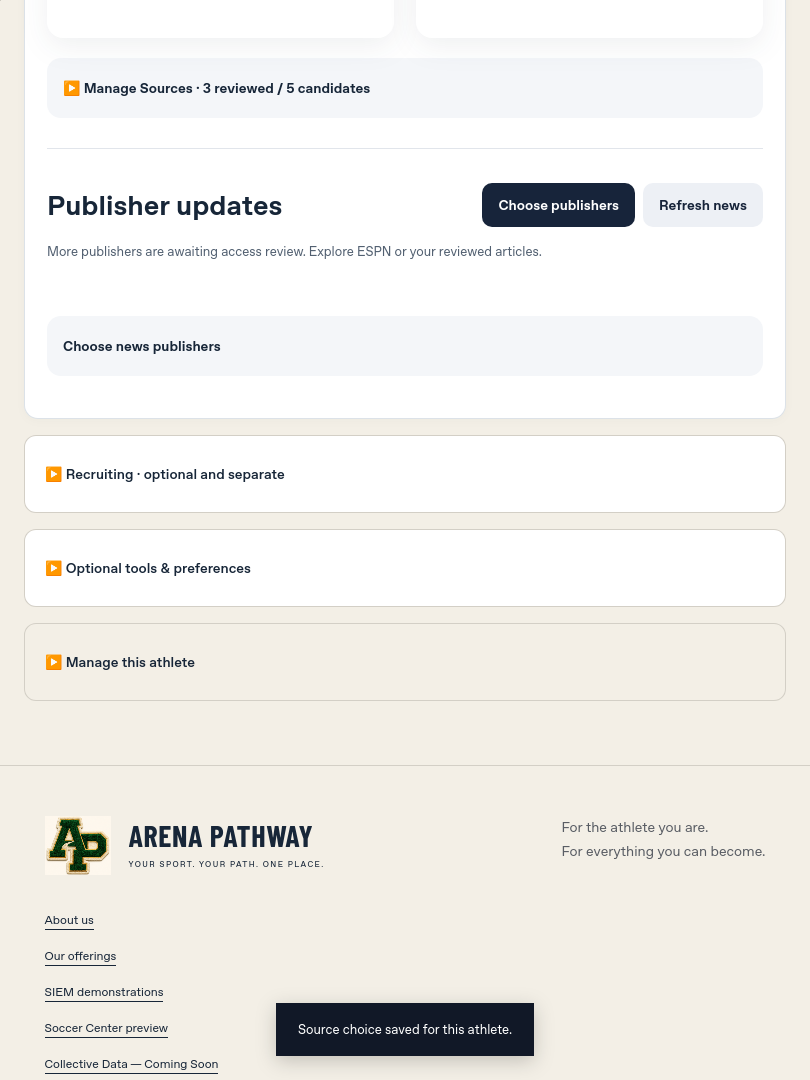 ▶️ Manage Sources · 3 reviewed / 5 candidates
Publisher updates
Choose publishers
Refresh news
More publishers are awaiting access review. Explore ESPN or your reviewed articles.
Choose news publishers
▶️ Recruiting · optional and separate
▶️ Optional tools & preferences
▶️ Manage this athlete
AP
ARENA PATHWAY
YOUR SPORT. YOUR PATH. ONE PLACE.
For the athlete you are.
For everything you can become.
About us
Our offerings
SIEM demonstrations
Soccer Center preview
Collective Data — Coming Soon
Source choice saved for this athlete.